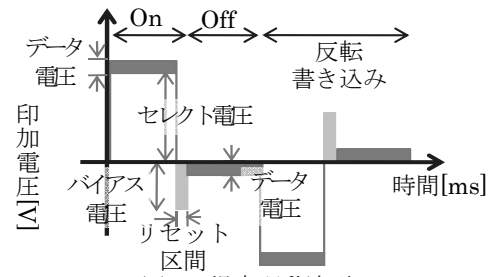 On
Off
データ
電圧
反転
書き込み
セレクト電圧
印加電圧[V]
バイアス
電圧
データ
電圧
時間[ms]
リセット
区間